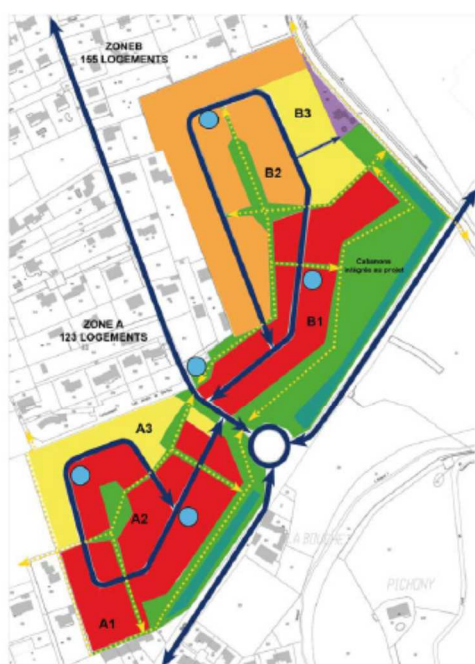 ZONEB
155 LOGEMENTS
B3
B2
Cabanons
intégrés au projet
ZONE A
123 LOGEMENTS
B1
A3
A2
LA BOUCHE
PICHONY
A1